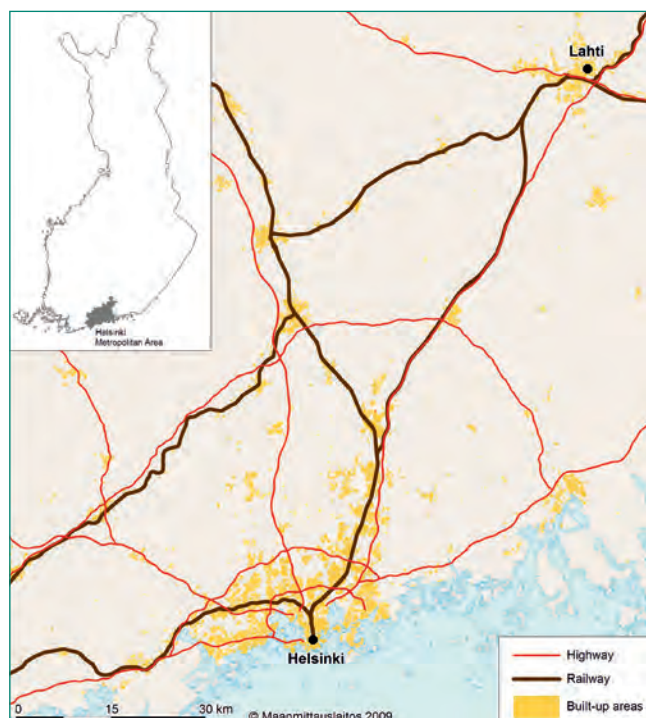 Lahti
Helsinki
Metropolitan Area
Helsinki
Highway
Railway
Built-up areas
0 15 30 km
© Maanmittauslaitos 2009